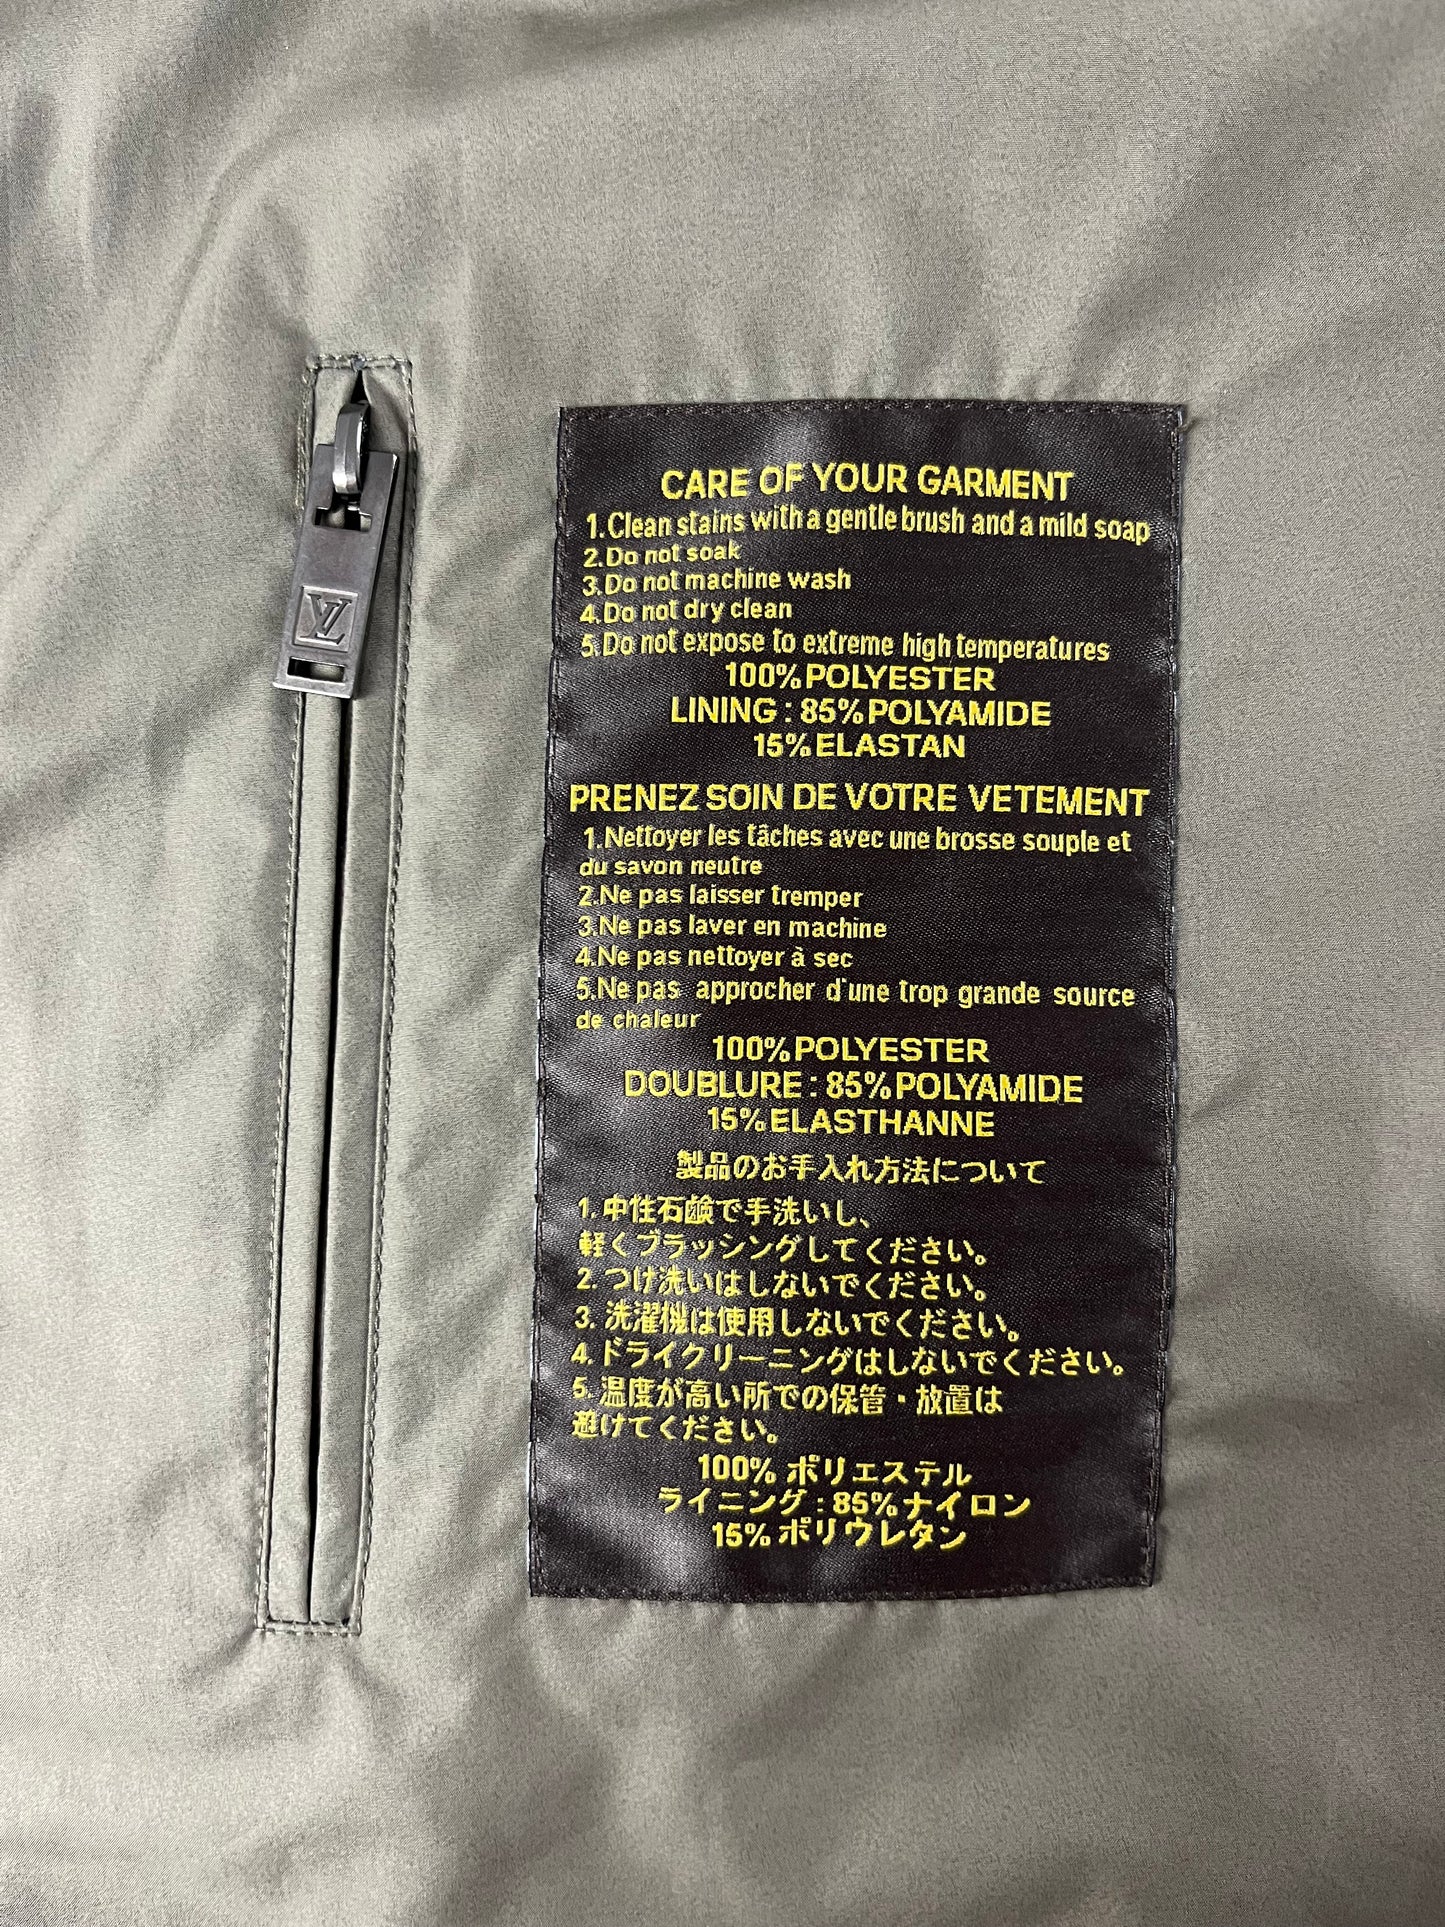 LV
CARE OF YOUR GARMENT
1.Clean stains with a gentle brush and a mild soap
2.Do not soak
3.Do not machine wash
4.Do not dry clean
5.Do not expose to extreme high temperatures
100% POLYESTER
LINING : 85% POLYAMIDE
15% ELASTAN
PRENEZ SOIN DE VOTRE VETEMENT
1.Nettoyer les tâches avec une brosse souple et
du savon neutre
2.Ne pas laisser tremper
3.Ne pas laver en machine
4.Ne pas nettoyer à sec
5.Ne pas approcher d'une trop grande source
de chaleur
100% POLYESTER
DOUBLURE : 85% POLYAMIDE
15% ELASTHANNE
製品のお手入れ方法について
1. 中性石鹸で手洗いし、
軽くブラッシングしてください。
2. つけ洗いはしないでください。
3. 洗濯機は使用しないでください。
4. ドライクリーニングはしないでください。
5. 温度が高い所での保管・放置は
避けてください。
100% ポリエステル
ライニング : 85% ナイロン
15% ポリウレタン